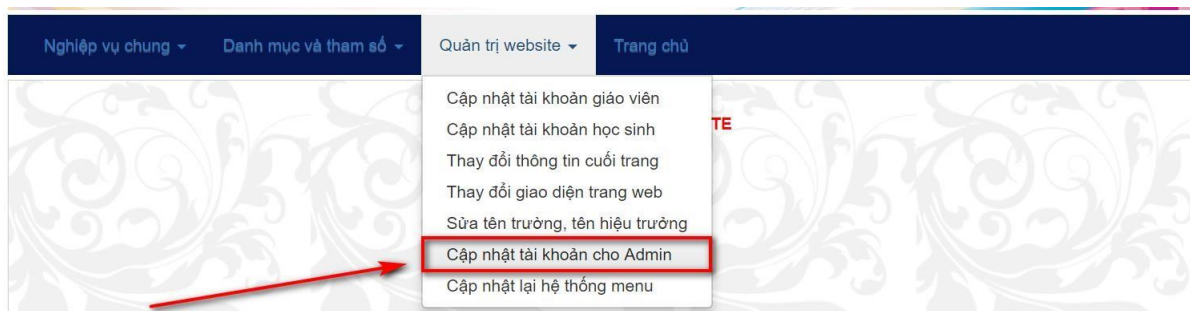 Nghiệp vụ chung Danh mục và tham số Quản trị website Trang chủ
Cập nhật tài khoản giáo viên
TE
Cập nhật tài khoản học sinh
Thay đổi thông tin cuối trang
Thay đổi giao diện trang web
Sửa tên trường, tên hiệu trưởng
Cập nhật tài khoản cho Admin
Cập nhật lại hệ thống menu